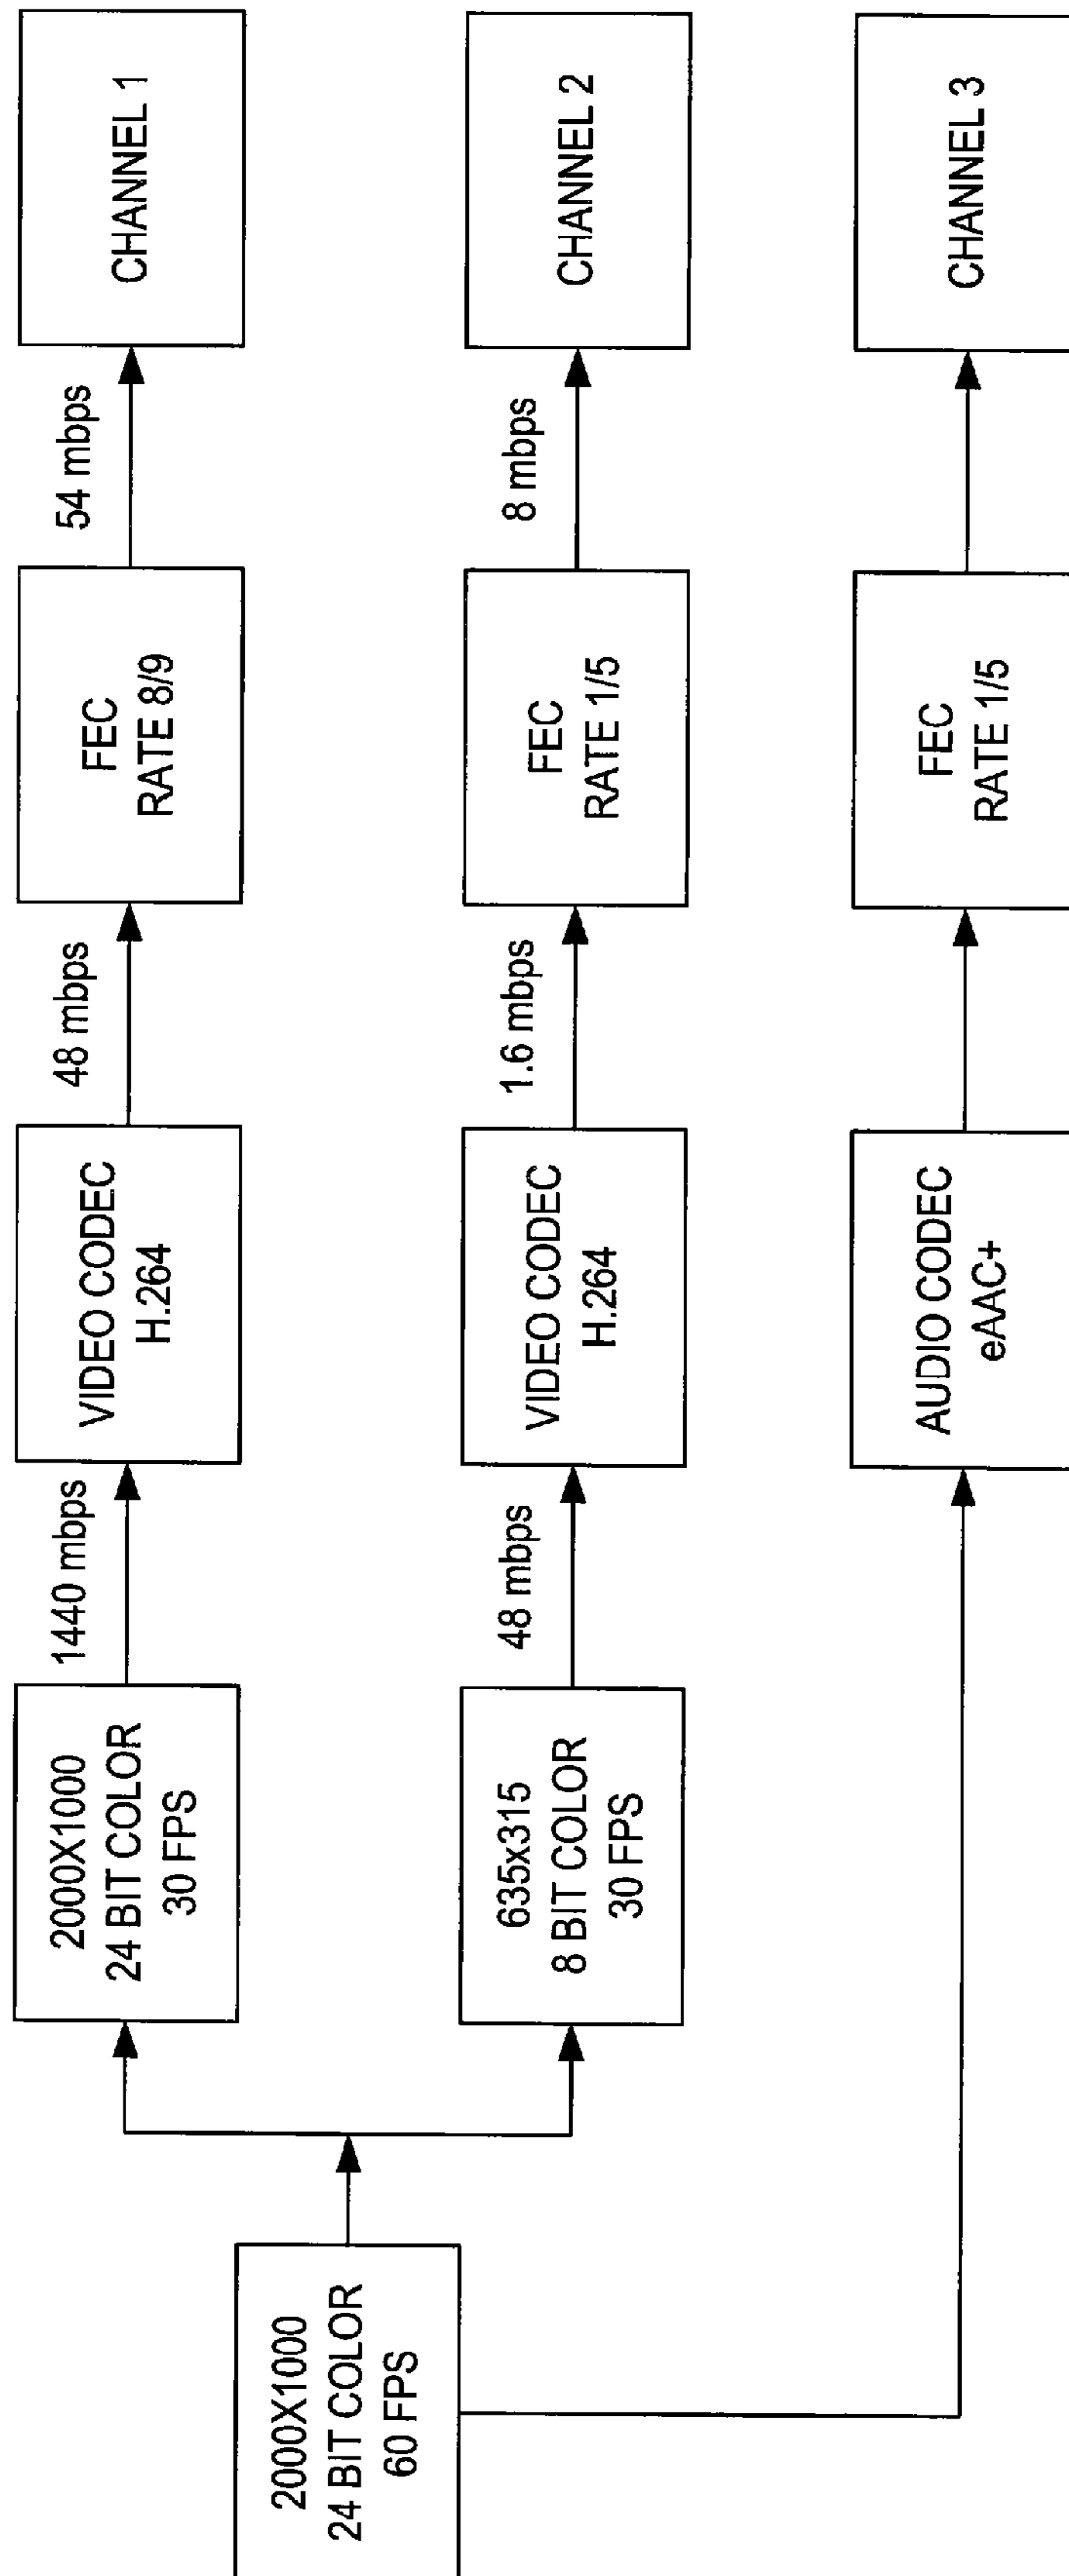 2000X1000
24 BIT COLOR
60 FPS
2000X1000
24 BIT COLOR
30 FPS
1440 mbps
VIDEO CODEC
H.264
48 mbps
FEC
RATE 8/9
54 mbps
CHANNEL 1
635x315
8 BIT COLOR
30 FPS
48 mbps
VIDEO CODEC
H.264
1.6 mbps
FEC
RATE 1/5
8 mbps
CHANNEL 2
AUDIO CODEC
eAAC+
FEC
RATE 1/5
CHANNEL 3